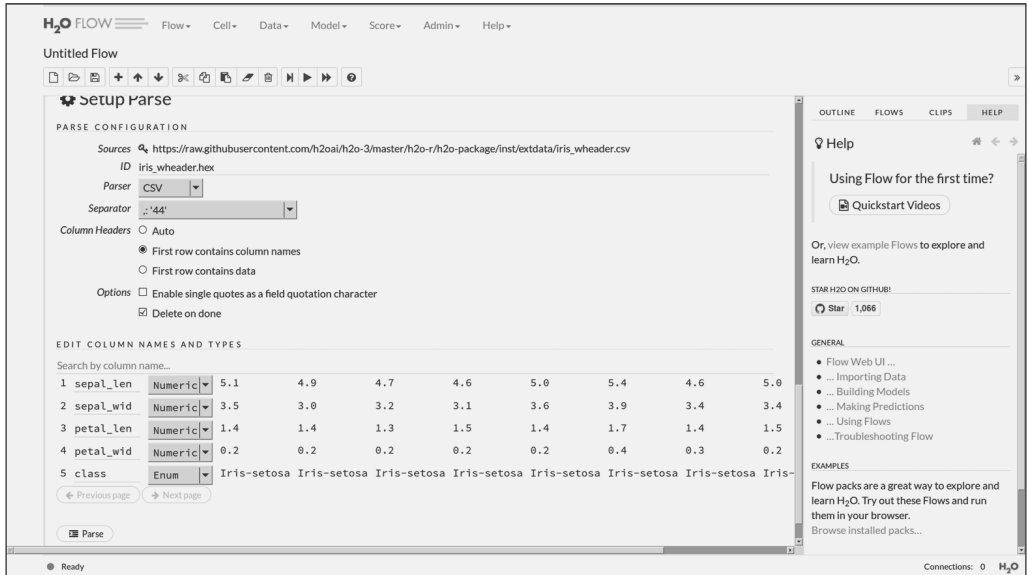 H2O FLOW Flow Cell Data Model Score Admin Help
Untitled Flow
Setup Parse
PARSE CONFIGURATION
Sources https://raw.githubusercontent.com/h2oai/h2o-3/master/h2o-r/h2o-package/inst/extdata/iris_wheader.csv
ID iris_wheader.hex
Parser CSV
Separator ,: '44'
Column Headers Auto
First row contains column names
First row contains data
Options Enable single quotes as a field quotation character
Delete on done
EDIT COLUMN NAMES AND TYPES
Search by column name...
1 sepal_len Numeric 5.1 4.9 4.7 4.6 5.0 5.4 4.6 5.0
2 sepal_wid Numeric 3.5 3.0 3.2 3.1 3.6 3.9 3.4 3.4
3 petal_len Numeric 1.4 1.4 1.3 1.5 1.4 1.7 1.4 1.5
4 petal_wid Numeric 0.2 0.2 0.2 0.2 0.2 0.4 0.3 0.2
5 class Enum Iris-setosa Iris-setosa Iris-setosa Iris-setosa Iris-setosa Iris-setosa Iris-setosa Iris-
Previous page Next page
Parse
OUTLINE FLOWS CLIPS HELP
Help
Using Flow for the first time?
Quickstart Videos
Or, view example Flows to explore and
learn H2O.
STAR H2O ON GITHUB!
Star 1,066
GENERAL
• Flow Web UI ...
• ... Importing Data
• ... Building Models
• ... Making Predictions
• ... Using Flows
• ...Troubleshooting Flow
EXAMPLES
Flow packs are a great way to explore and
learn H2O. Try out these Flows and run
them in your browser.
Browse installed packs...
Ready Connections: 0 H2O